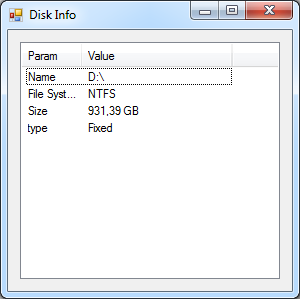 Disk Info
Param Value
Name D:\
File Syst... NTFS
Size 931,39 GB
type Fixed